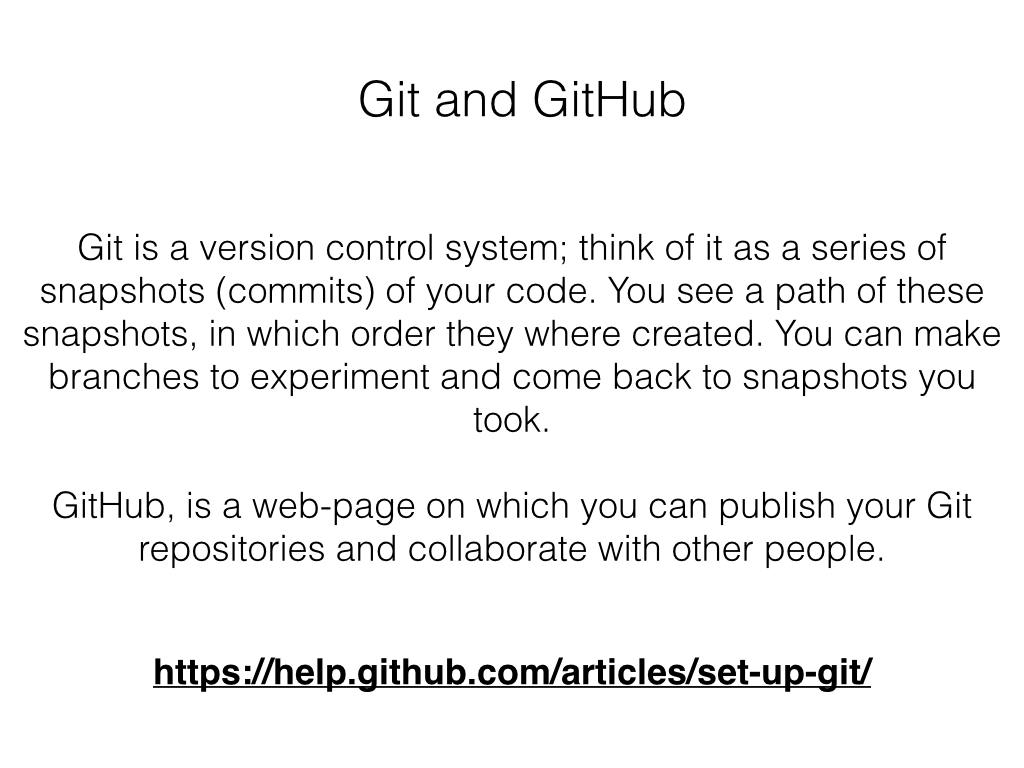 Git and GitHub
Git is a version control system; think of it as a series of
snapshots (commits) of your code. You see a path of these
snapshots, in which order they where created. You can make
branches to experiment and come back to snapshots you
took.
GitHub, is a web-page on which you can publish your Git
repositories and collaborate with other people.
https://help.github.com/articles/set-up-git/